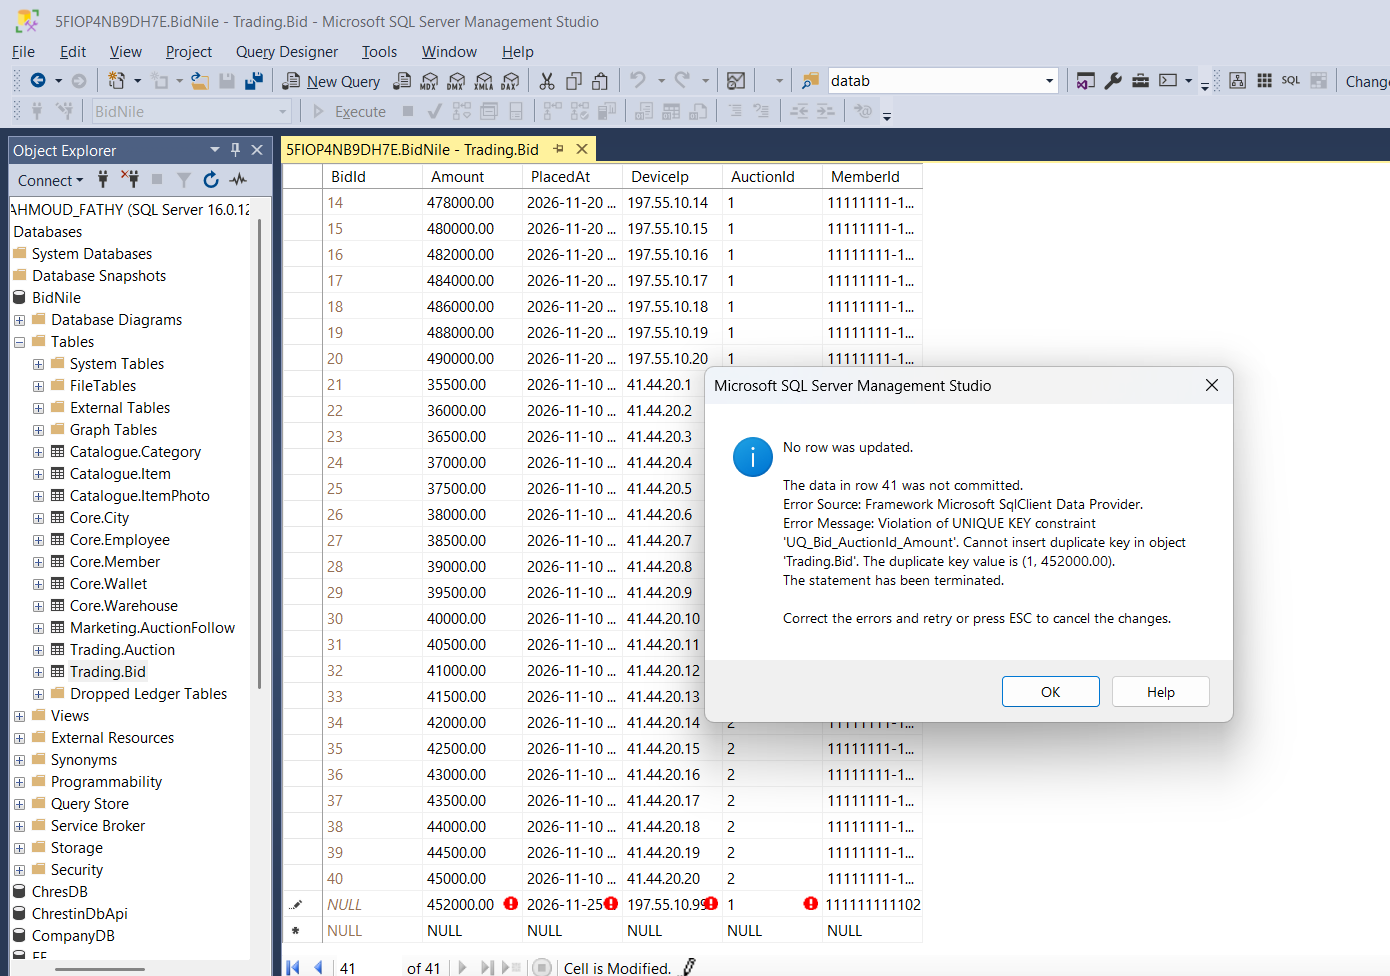 5FIOP4NB9DH7E.BidNile - Trading.Bid - Microsoft SQL Server Management Studio
File Edit View Project Query Designer Tools Window Help
New Query MDX DMX XMLA DAX datab SQL Change
BidNile Execute
Object Explorer
Connect
AHMOUD_FATHY (SQL Server 16.0.12
Databases
System Databases
Database Snapshots
BidNile
Database Diagrams
Tables
System Tables
FileTables
External Tables
Graph Tables
Catalogue.Category
Catalogue.Item
Catalogue.ItemPhoto
Core.City
Core.Employee
Core.Member
Core.Wallet
Core.Warehouse
Marketing.AuctionFollow
Trading.Auction
Trading.Bid
Dropped Ledger Tables
Views
External Resources
Synonyms
Programmability
Query Store
Service Broker
Storage
Security
ChresDB
ChrestinDbApi
CompanyDB
EF
5FIOP4NB9DH7E.BidNile - Trading.Bid
BidId Amount PlacedAt DeviceIp AuctionId MemberId
14 478000.00 2026-11-20 ... 197.55.10.14 1 11111111-1...
15 480000.00 2026-11-20 ... 197.55.10.15 1 11111111-1...
16 482000.00 2026-11-20 ... 197.55.10.16 1 11111111-1...
17 484000.00 2026-11-20 ... 197.55.10.17 1 11111111-1...
18 486000.00 2026-11-20 ... 197.55.10.18 1 11111111-1...
19 488000.00 2026-11-20 ... 197.55.10.19 1 11111111-1...
20 490000.00 2026-11-20 ... 197.55.10.20 1 11111111-1...
21 35500.00 2026-11-10 ... 41.44.20.1
22 36000.00 2026-11-10 ... 41.44.20.2
23 36500.00 2026-11-10 ... 41.44.20.3
24 37000.00 2026-11-10 ... 41.44.20.4
25 37500.00 2026-11-10 ... 41.44.20.5
26 38000.00 2026-11-10 ... 41.44.20.6
27 38500.00 2026-11-10 ... 41.44.20.7
28 39000.00 2026-11-10 ... 41.44.20.8
29 39500.00 2026-11-10 ... 41.44.20.9
30 40000.00 2026-11-10 ... 41.44.20.10
31 40500.00 2026-11-10 ... 41.44.20.11
32 41000.00 2026-11-10 ... 41.44.20.12
33 41500.00 2026-11-10 ... 41.44.20.13
34 42000.00 2026-11-10 ... 41.44.20.14 2 11111111-1...
35 42500.00 2026-11-10 ... 41.44.20.15 2 11111111-1...
36 43000.00 2026-11-10 ... 41.44.20.16 2 11111111-1...
37 43500.00 2026-11-10 ... 41.44.20.17 2 11111111-1...
38 44000.00 2026-11-10 ... 41.44.20.18 2 11111111-1...
39 44500.00 2026-11-10 ... 41.44.20.19 2 11111111-1...
40 45000.00 2026-11-10 ... 41.44.20.20 2 11111111-1...
NULL 452000.00 2026-11-25 197.55.10.99 1 111111111102
NULL NULL NULL NULL NULL NULL
41 of 41 Cell is Modified.
Microsoft SQL Server Management Studio
No row was updated.
The data in row 41 was not committed.
Error Source: Framework Microsoft SqlClient Data Provider.
Error Message: Violation of UNIQUE KEY constraint
'UQ_Bid_AuctionId_Amount'. Cannot insert duplicate key in object
'Trading.Bid'. The duplicate key value is (1, 452000.00).
The statement has been terminated.
Correct the errors and retry or press ESC to cancel the changes.
OK Help